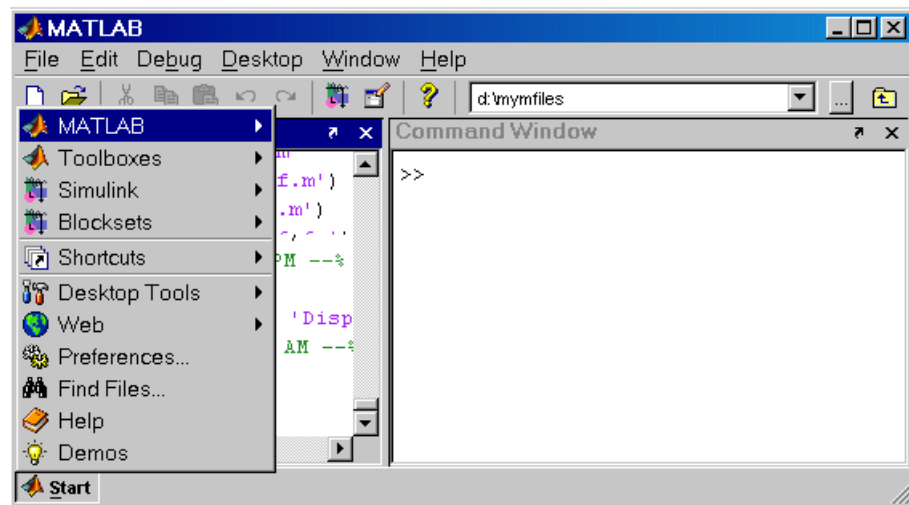 MATLAB
File Edit Debug Desktop Window Help
d:\mymfiles
...
Command Window
>>
MATLAB
Toolboxes
Simulink
Blocksets
Shortcuts
Desktop Tools
Web
Preferences...
Find Files...
Help
Demos
f.m')
.m')
PM --%
'Disp
AM --%
Start